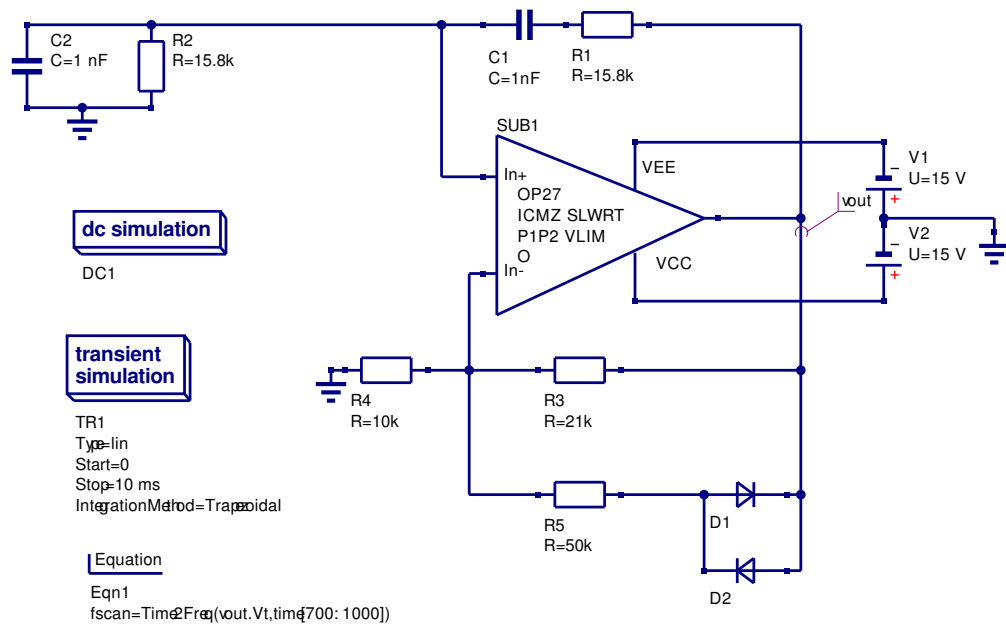 C2
C=1 nF
R2
R=15.8k
C1
C=1nF
R1
R=15.8k
SUB1
In+
OP27
ICMZ SLWRT
P1P2 VLIM
O
In-
VEE
VCC
vout
V1
U=15 V
V2
U=15 V
−
+
−
+
dc simulation
DC1
transient
simulation
TR1
Type=lin
Start=0
Stop=10 ms
IntegrationMethod=Trapezoidal
R4
R=10k
R3
R=21k
R5
R=50k
D1
D2
Equation
Eqn1
fscan=Time2Freq(vout.Vt,time[700: 1000])